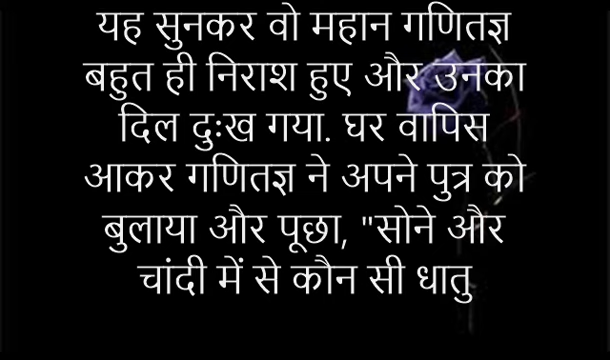 यह सुनकर वो महान गणितज्ञ
बहुत ही निराश हुए और उनका
दिल दुःख गया. घर वापिस
आकर गणितज्ञ ने अपने पुत्र को
बुलाया और पूछा, "सोने और
चांदी में से कौन सी धातु